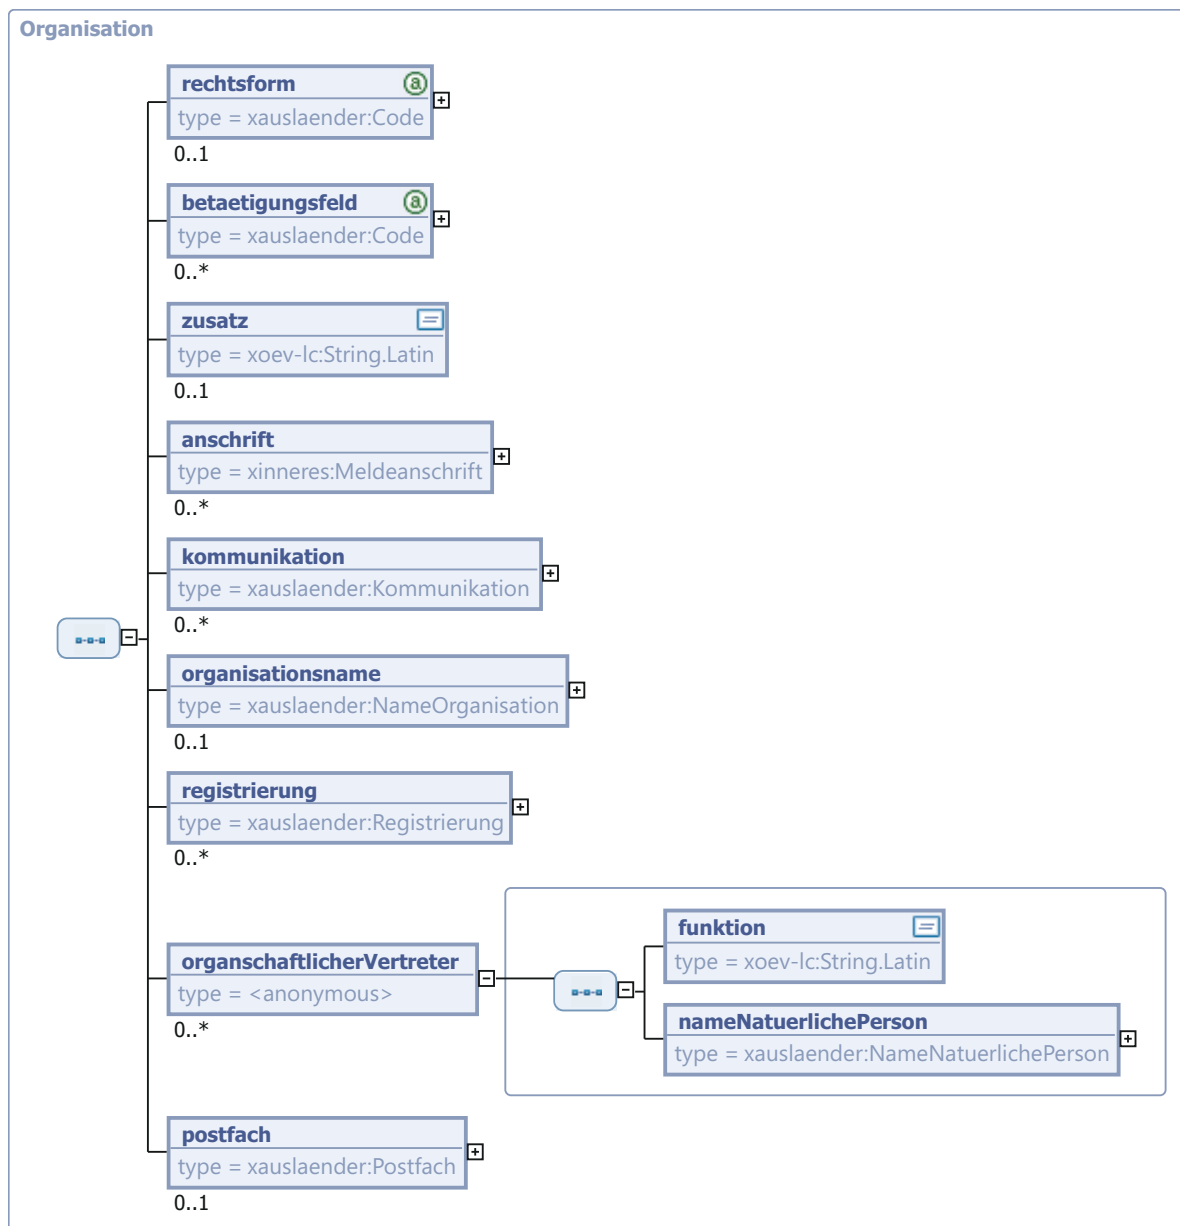 Organisation
rechtsform
type = xauslaender:Code
0..1
betaetigungsfeld
type = xauslaender:Code
0..*
zusatz
type = xoev-lc:String.Latin
0..1
anschrift
type = xinneres:Meldeanschrift
0..*
kommunikation
type = xauslaender:Kommunikation
0..*
organisationsname
type = xauslaender:NameOrganisation
0..1
registrierung
type = xauslaender:Registrierung
0..*
organschaftlicherVertreter
type = <anonymous>
0..*
funktion
type = xoev-lc:String.Latin
nameNatuerlichePerson
type = xauslaender:NameNatuerlichePerson
postfach
type = xauslaender:Postfach
0..1